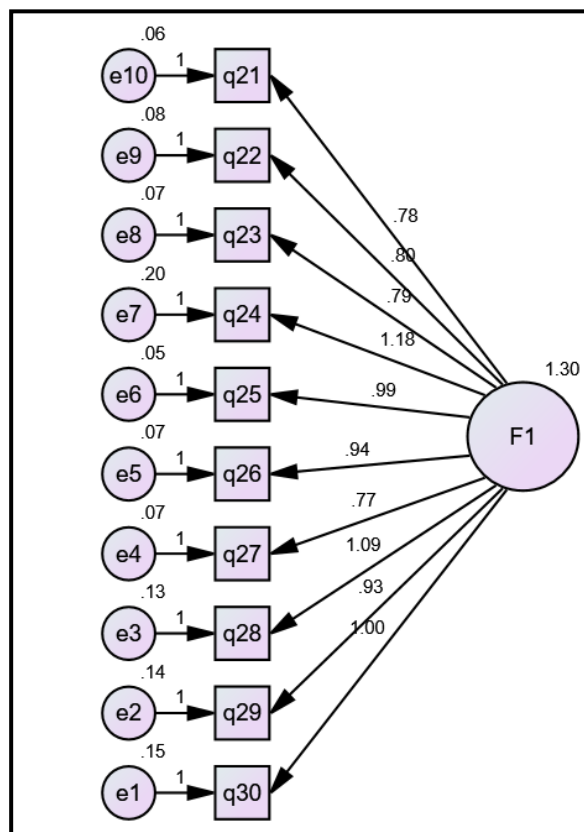 .06
e10 1 q21
.08
e9 1 q22
.07
e8 1 q23
.20
e7 1 q24
.05
e6 1 q25
.07
e5 1 q26
.07
e4 1 q27
.13
e3 1 q28
.14
e2 1 q29
.15
e1 1 q30
.78
.80
.79
1.18
.99
.94
.77
1.09
.93
1.00
1.30
F1